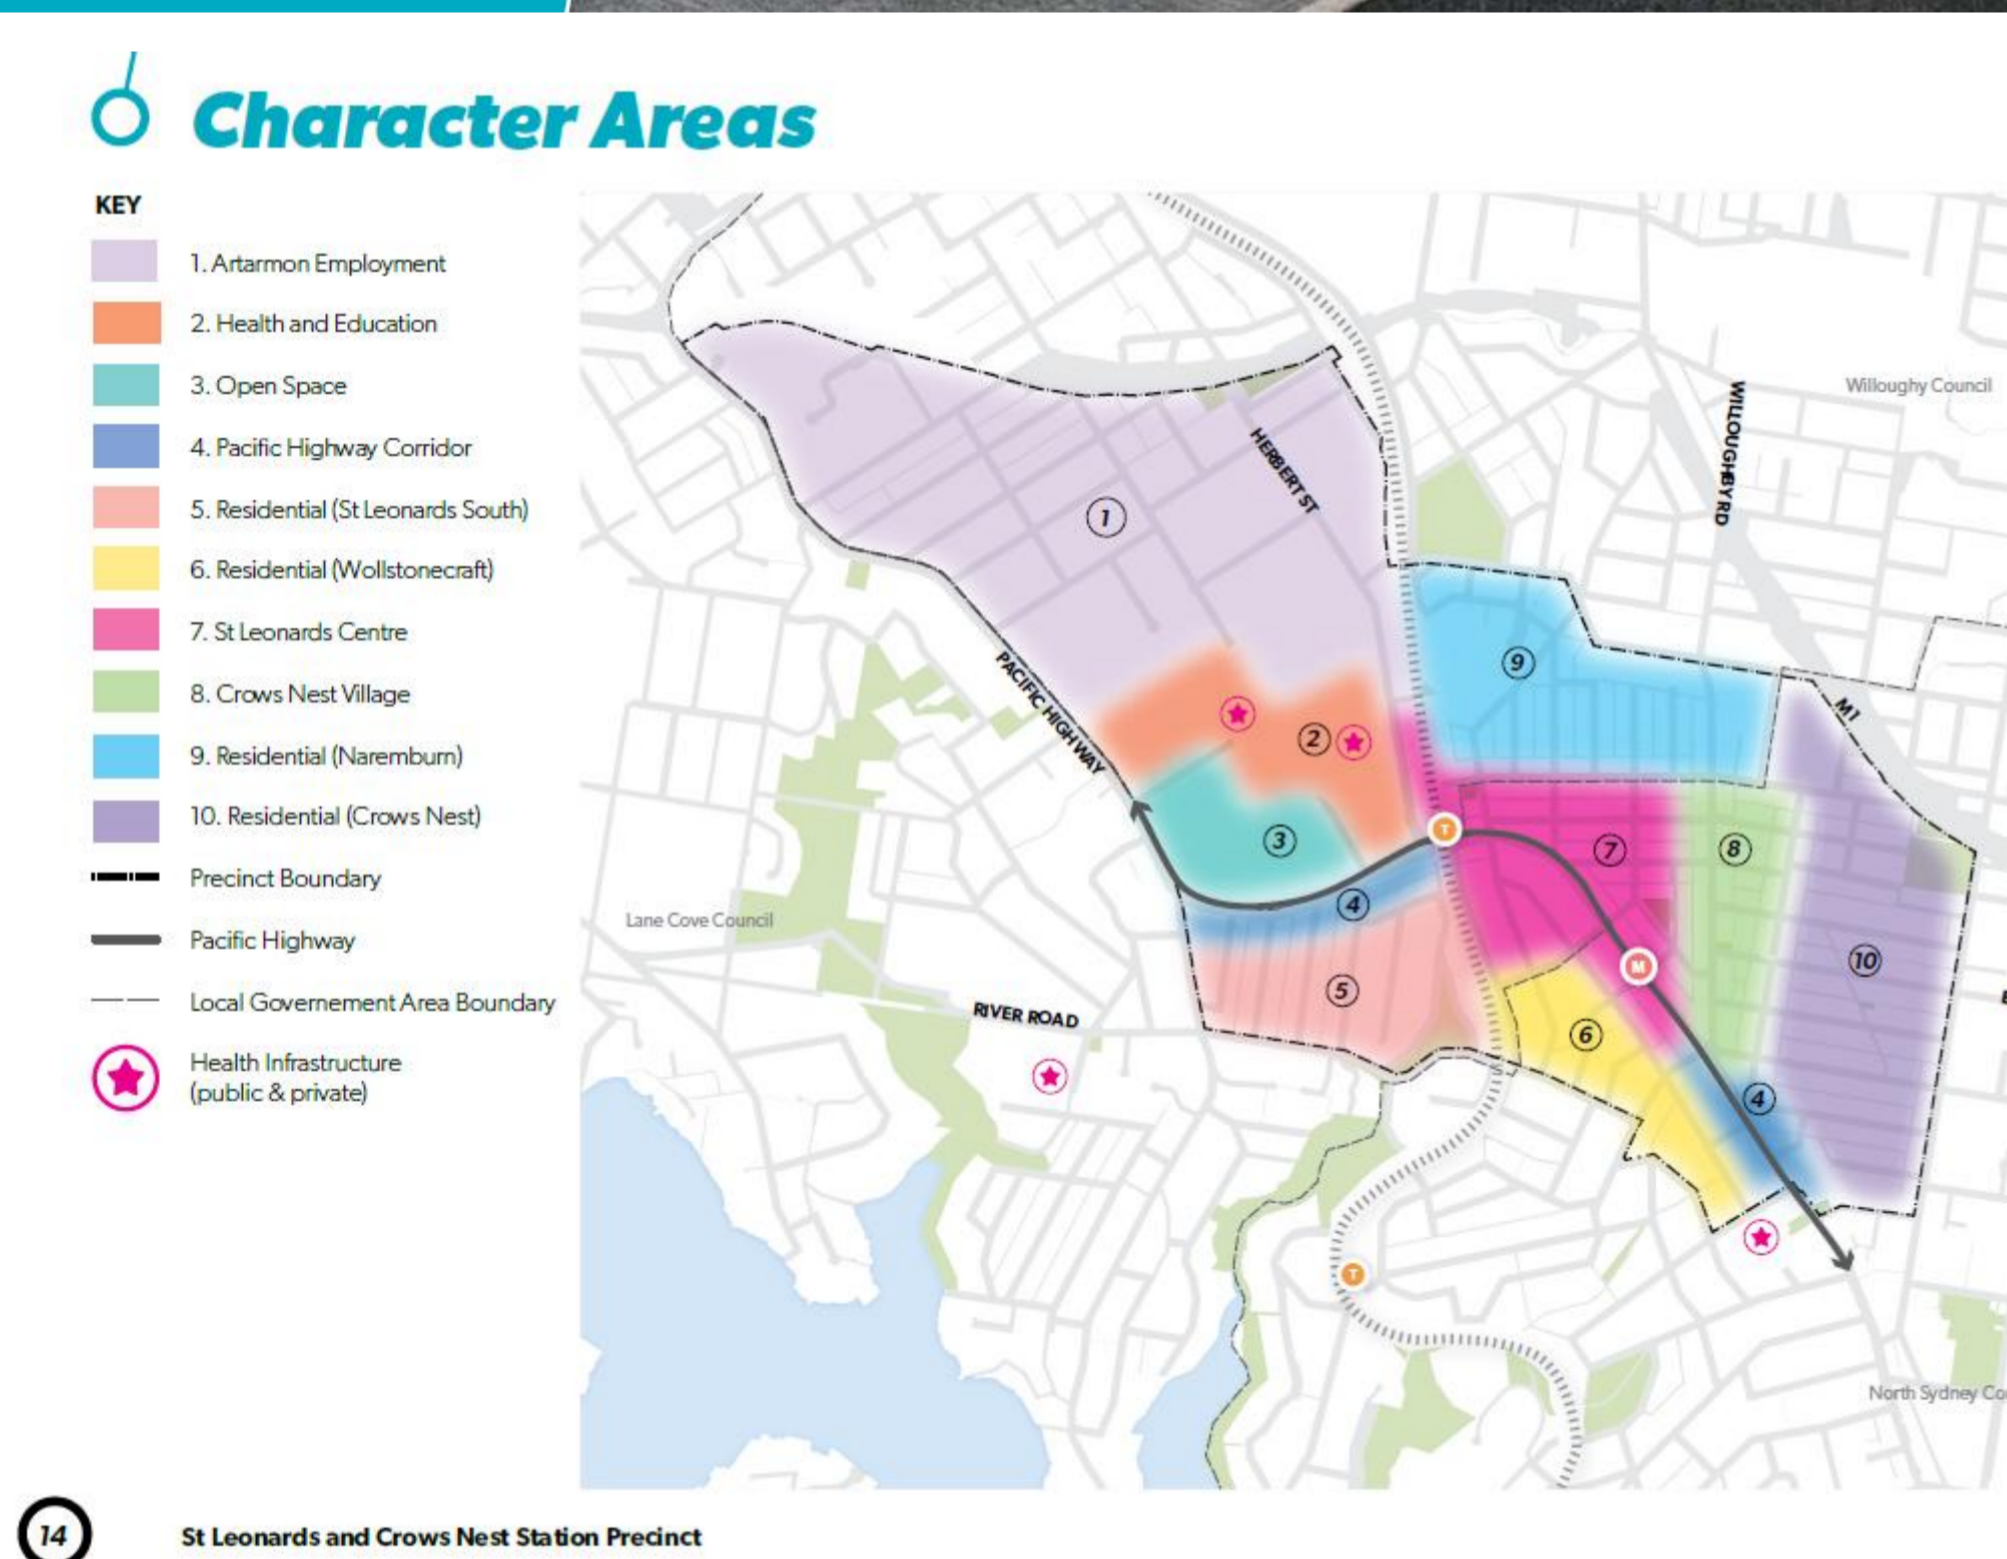 Character Areas
KEY
1. Artarmon Employment
2. Health and Education
3. Open Space
4. Pacific Highway Corridor
5. Residential (St Leonards South)
6. Residential (Wollstonecraft)
7. St Leonards Centre
8. Crows Nest Village
9. Residential (Naremburn)
10. Residential (Crows Nest)
Precinct Boundary
Pacific Highway
Local Governement Area Boundary
Health Infrastructure
(public & private)
Willoughy Council
WILLOUGHBY RD
HERBERT ST
1
9
PACIFIC HIGHWAY
M1
2
T
3
7
8
4
Lane Cove Council
10
M
5
RIVER ROAD
6
4
T
North Sydney Co
14
St Leonards and Crows Nest Station Precinct